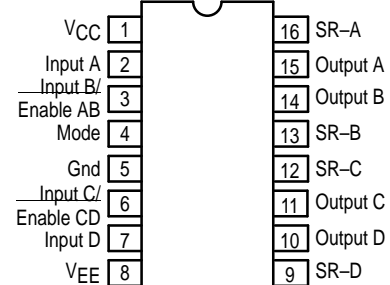 VCC 1
Input A 2
Input B/
Enable AB 3
Mode 4
Gnd 5
Input C/
Enable CD 6
Input D 7
VEE 8
16 SR–A
15 Output A
14 Output B
13 SR–B
12 SR–C
11 Output C
10 Output D
9 SR–D